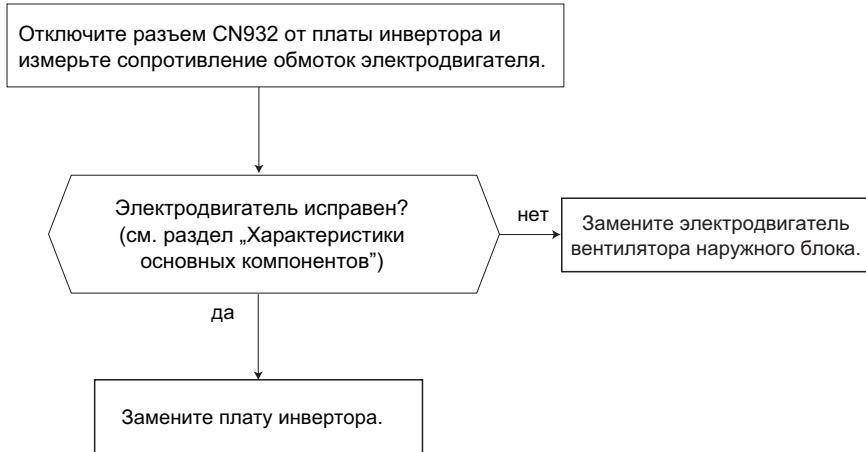 Отключите разъем CN932 от платы инвертора и
измерьте сопротивление обмоток электродвигателя.
Электродвигатель исправен?
(см. раздел „Характеристики
основных компонентов”)
нет
Замените электродвигатель
вентилятора наружного блока.
да
Замените плату инвертора.